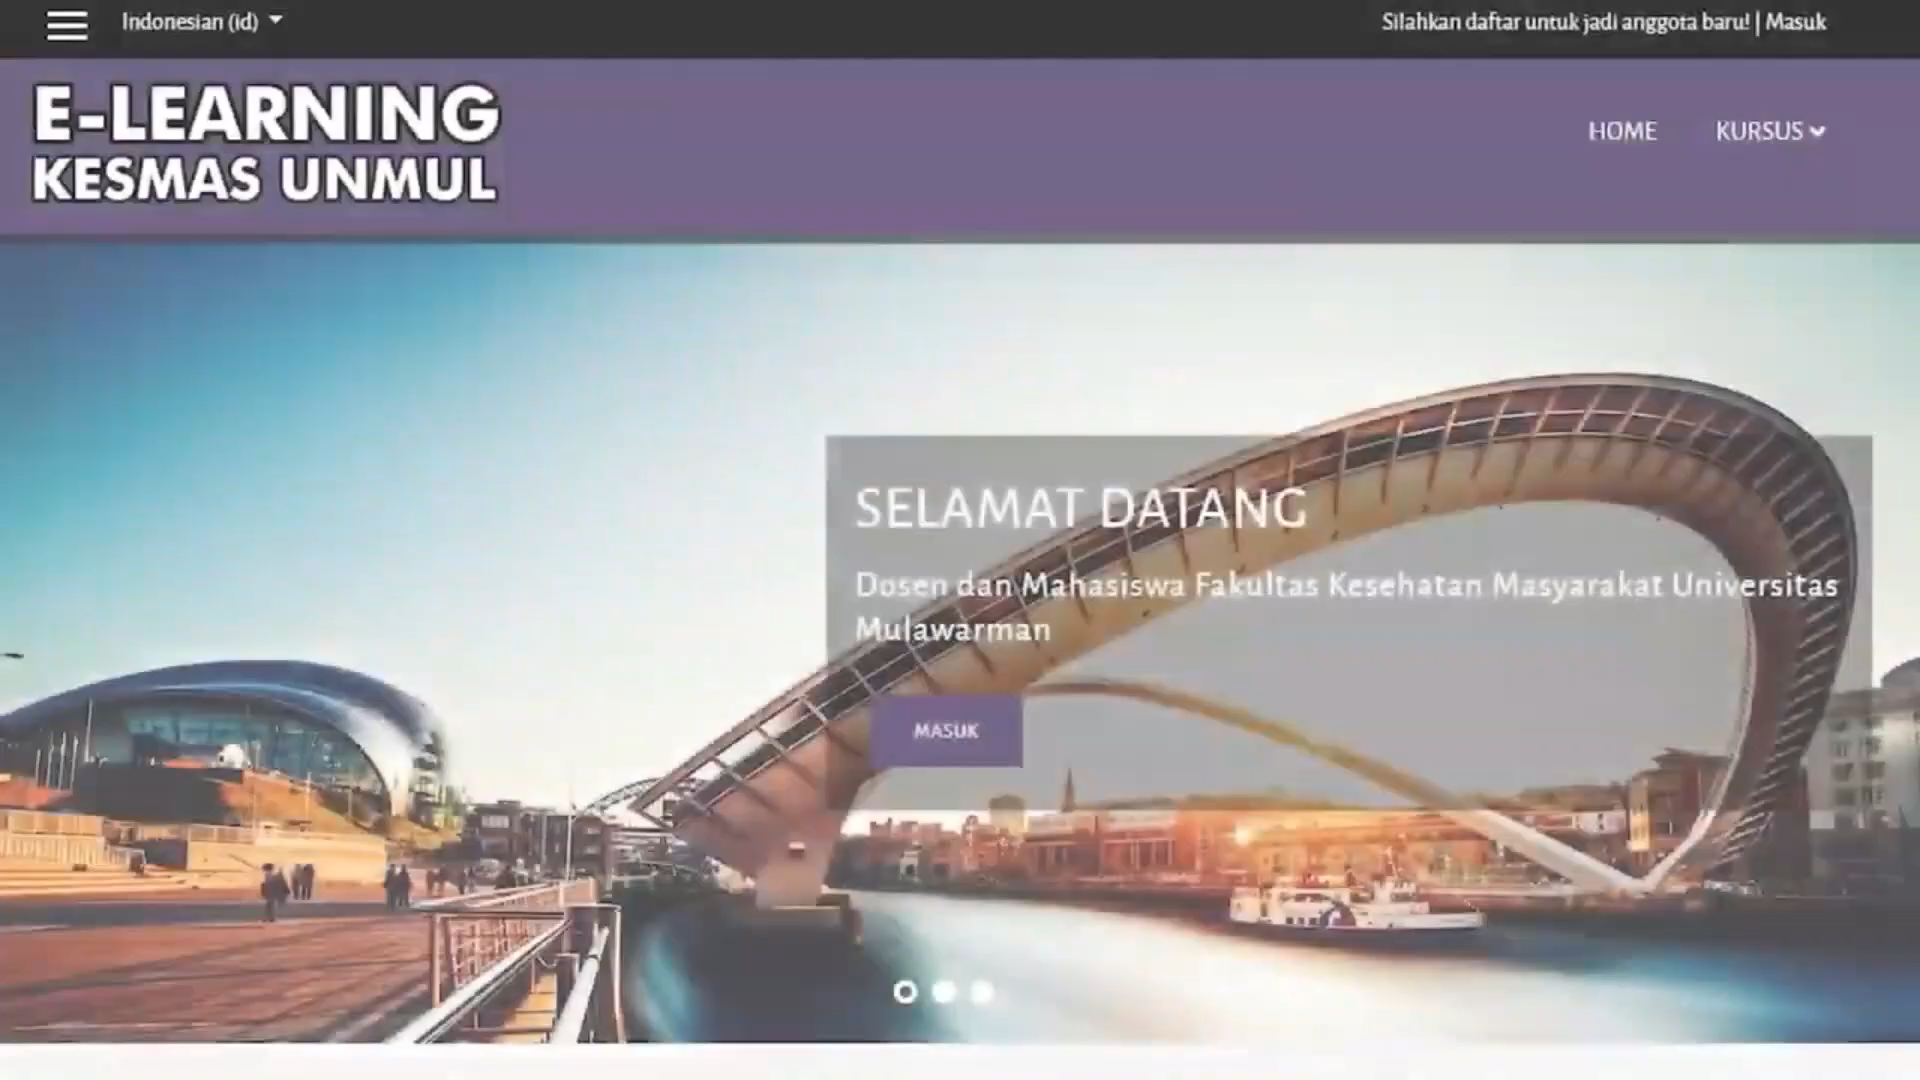 Indonesian (id)
Silahkan daftar untuk jadi anggota baru! | Masuk
E-LEARNING
KESMAS UNMUL
HOME
KURSUS
SELAMAT DATANG
Dosen dan Mahasiswa Fakultas Kesehatan Masyarakat Universitas
Mulawarman
MASUK